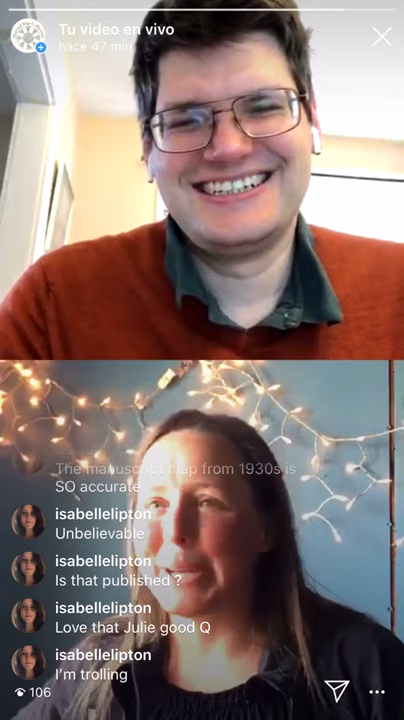 Tu video en vivo
hace 47 min
The manuscript map from 1930s is
SO accurate
isabellelipton
Unbelievable
isabellelipton
Is that published ?
isabellelipton
Love that Julie good Q
isabellelipton
I'm trolling
106